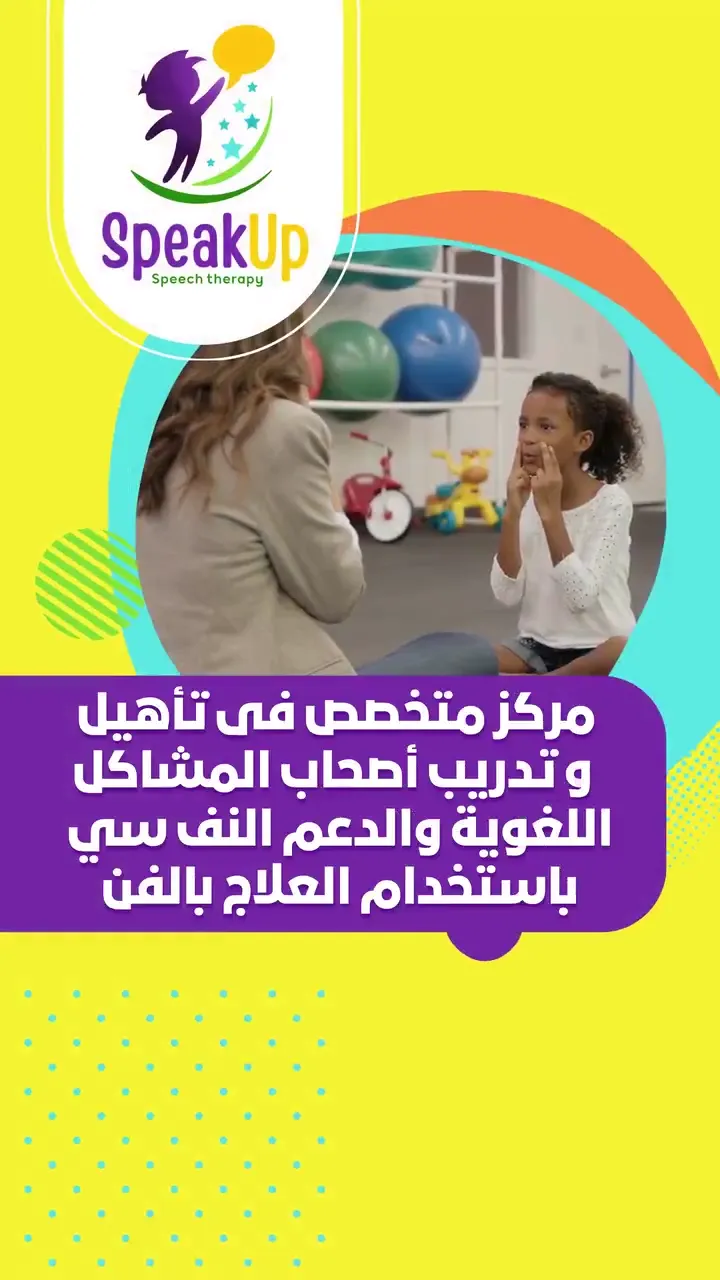 SpeakUp
Speech therapy
مركز متخصص فى تأهيل
و تدريب أصحاب المشاكل
اللغوية والدعم النف سي
باستخدام العلاج بالفن